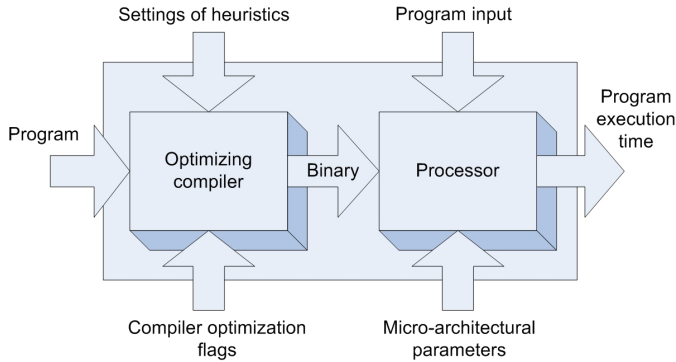 Settings of heuristics
Program input
Program
Optimizing
compiler
Binary
Processor
Program
execution
time
Compiler optimization
flags
Micro-architectural
parameters